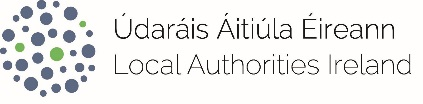 Údaráis Áitiúla Éireann
Local Authorities Ireland